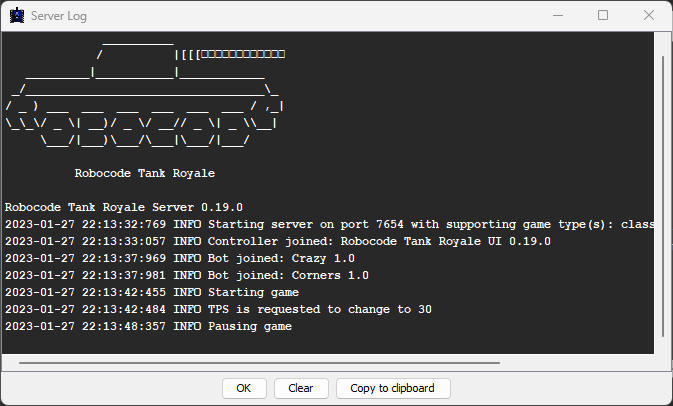 Server Log
Robocode Tank Royale
Robocode Tank Royale Server 0.19.0
2023-01-27 22:13:32:769 INFO Starting server on port 7654 with supporting game type(s): class
2023-01-27 22:13:33:057 INFO Controller joined: Robocode Tank Royale UI 0.19.0
2023-01-27 22:13:37:969 INFO Bot joined: Crazy 1.0
2023-01-27 22:13:37:981 INFO Bot joined: Corners 1.0
2023-01-27 22:13:42:455 INFO Starting game
2023-01-27 22:13:42:484 INFO TPS is requested to change to 30
2023-01-27 22:13:48:357 INFO Pausing game
OK Clear Copy to clipboard